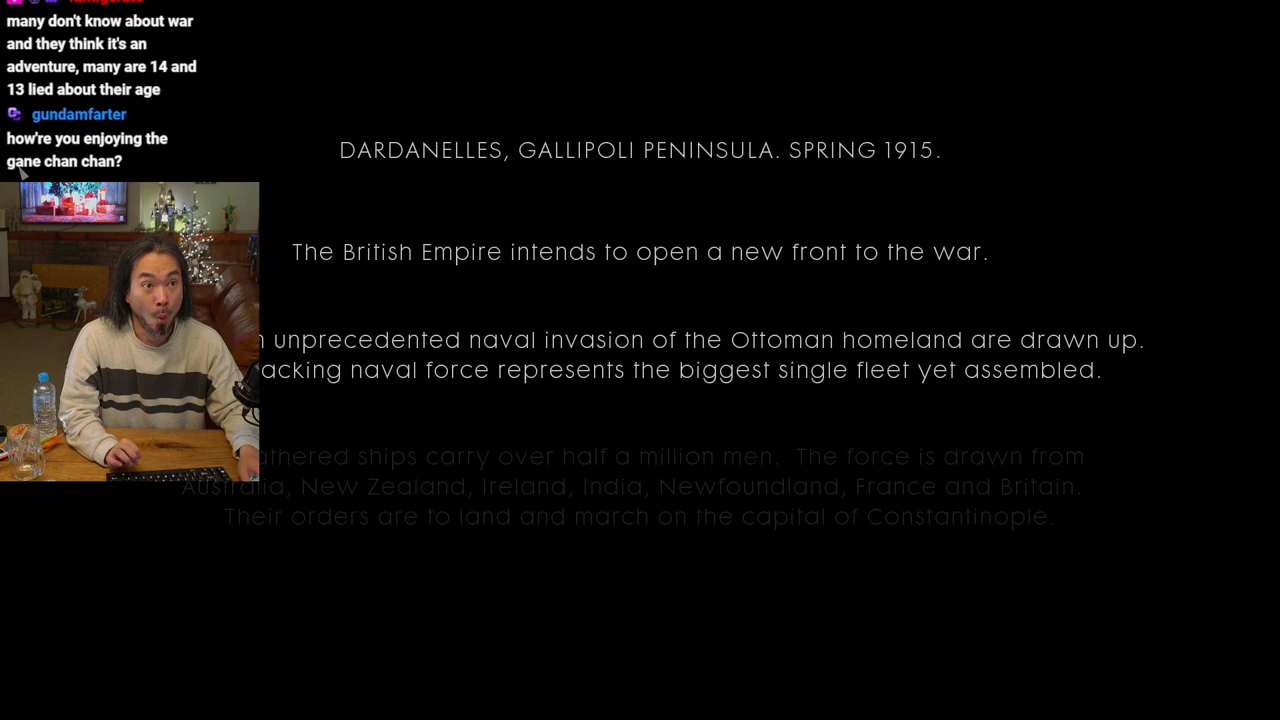 many don't know about war
and they think it's an
adventure, many are 14 and
13 lied about their age
gundamfarter
how're you enjoying the
gane chan chan?
DARDANELLES, GALLIPOLI PENINSULA. SPRING 1915.
The British Empire intends to open a new front to the war.
unprecedented naval invasion of the Ottoman homeland are drawn up.
acking naval force represents the biggest single fleet yet assembled.
athered ships carry over half a million men. The force is drawn from
Australia, New Zealand, Ireland, India, Newfoundland, France and Britain.
Their orders are to land and march on the capital of Constantinople.